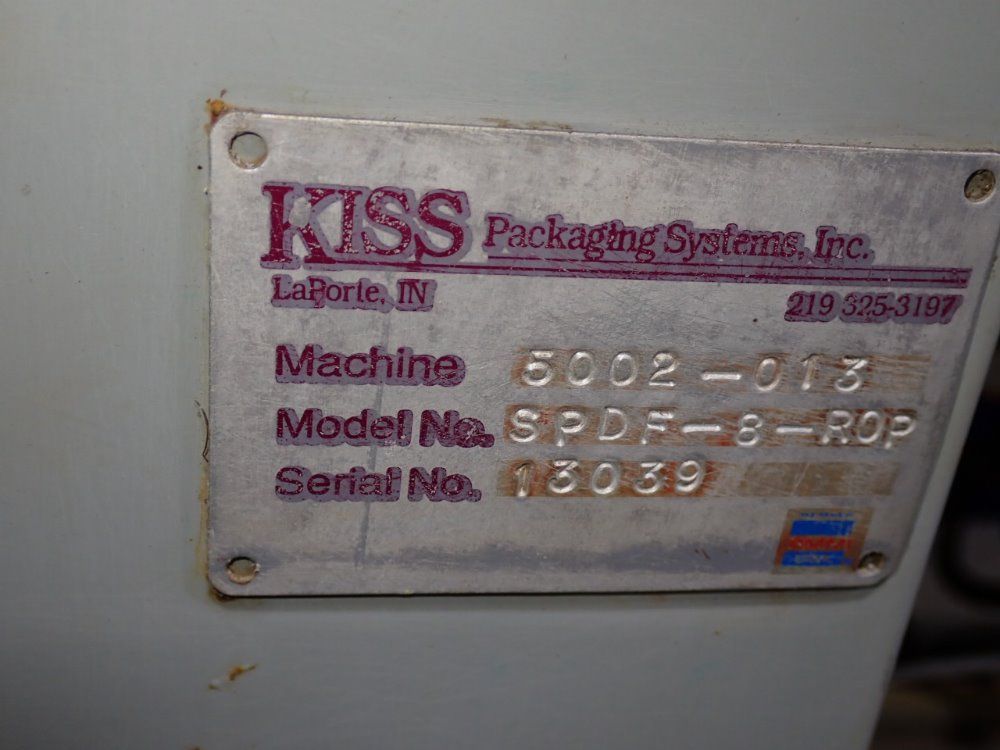 KISS Packaging Systems, Inc.
LaPorte, IN 219 325-3197
Machine 5002-013
Model No. SPDF-8-ROP
Serial No. 13039